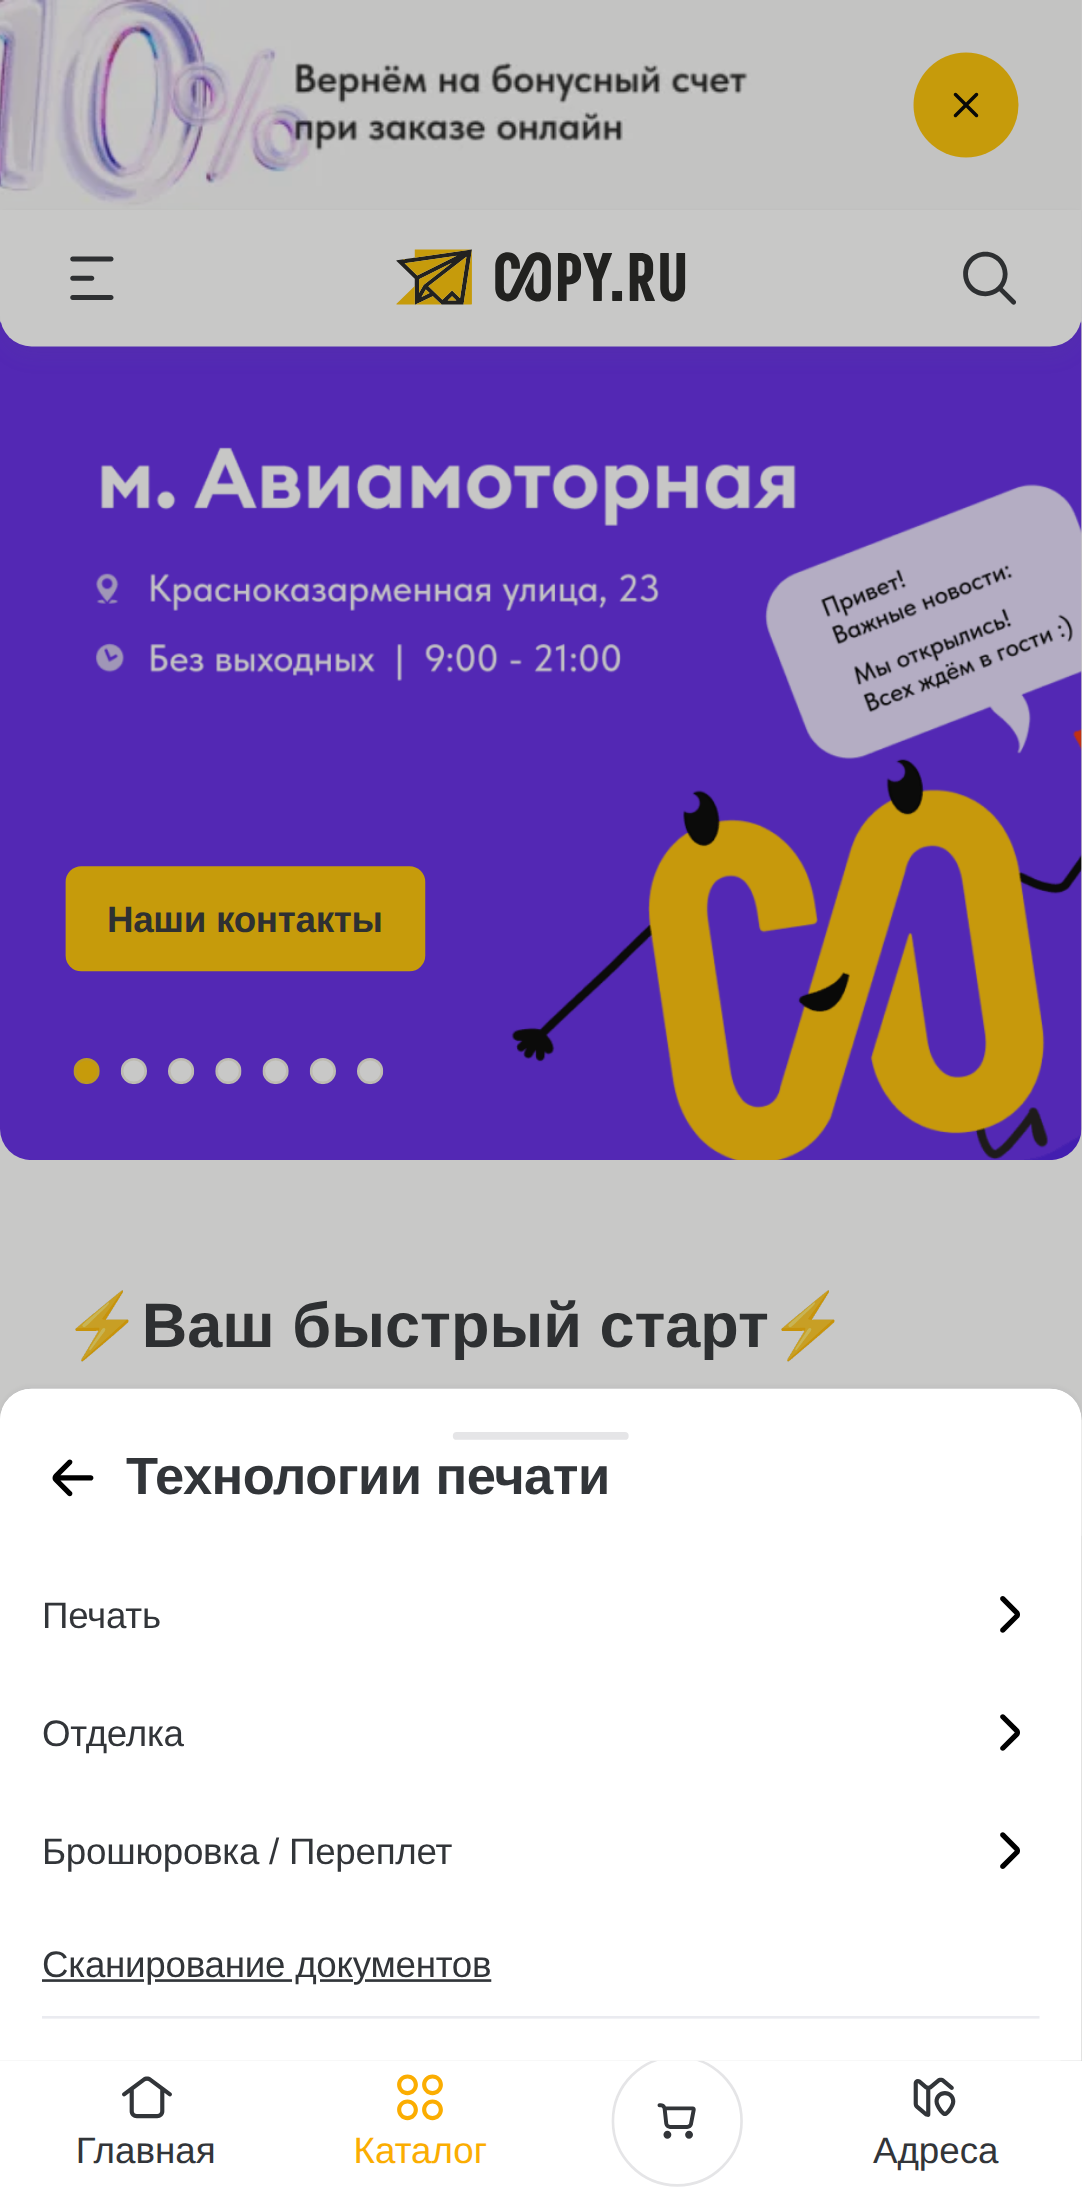 10%
Вернём на бонусный счет
при заказе онлайн
COPY.RU
м. Авиамоторная
Красноказарменная улица, 23
Без выходных | 9:00 - 21:00
Привет!
Важные новости:
Мы открылись!
Всех ждём в гости :)
Наши контакты
⚡Ваш быстрый старт⚡
Технологии печати
Печать
Отделка
Брошюровка / Переплет
Сканирование документов
Главная
Каталог
Адреса